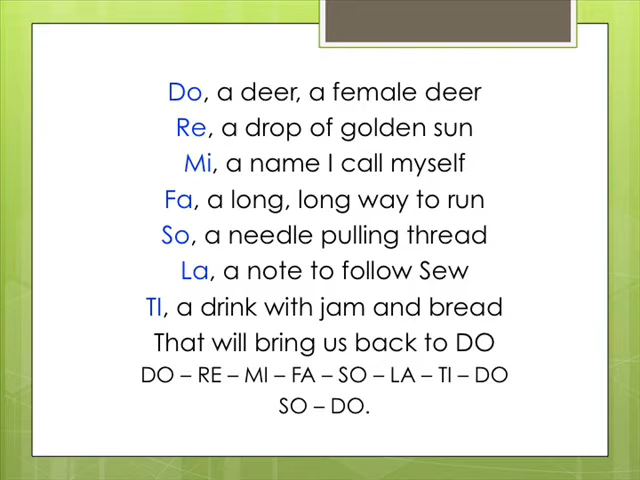 Do, a deer, a female deer
Re, a drop of golden sun
Mi, a name I call myself
Fa, a long, long way to run
So, a needle pulling thread
La, a note to follow Sew
TI, a drink with jam and bread
That will bring us back to DO
DO – RE – MI – FA – SO – LA – TI – DO
SO – DO.